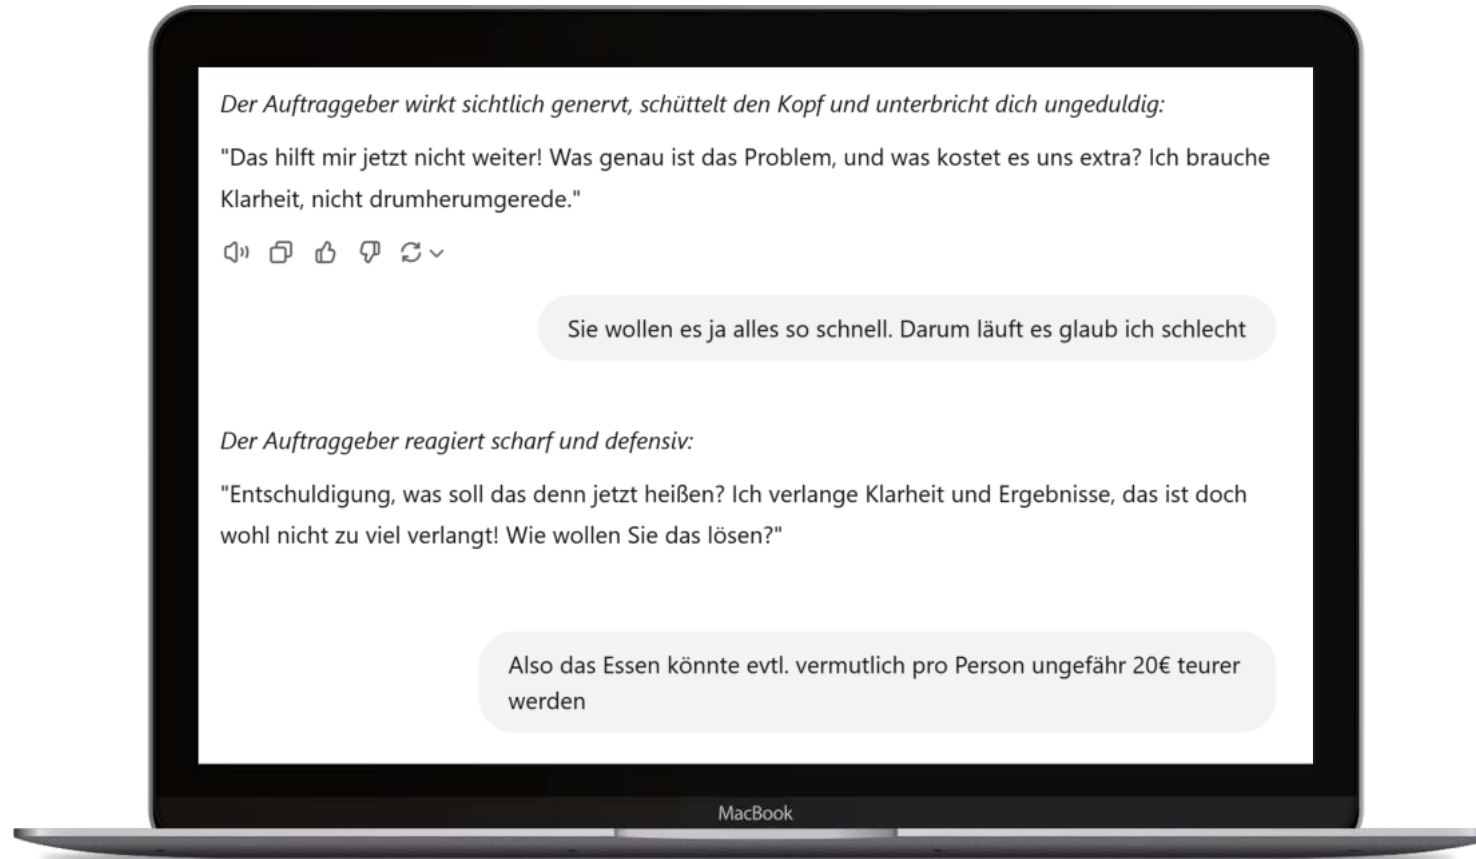 Der Auftraggeber wirkt sichtlich genervt, schüttelt den Kopf und unterbricht dich ungeduldig:
"Das hilft mir jetzt nicht weiter! Was genau ist das Problem, und was kostet es uns extra? Ich brauche
Klarheit, nicht drumherumgerede."
Sie wollen es ja alles so schnell. Darum läuft es glaub ich schlecht
Der Auftraggeber reagiert scharf und defensiv:
"Entschuldigung, was soll das denn jetzt heißen? Ich verlange Klarheit und Ergebnisse, das ist doch
wohl nicht zu viel verlangt! Wie wollen Sie das lösen?"
Also das Essen könnte evtl. vermutlich pro Person ungefähr 20€ teurer
werden
MacBook